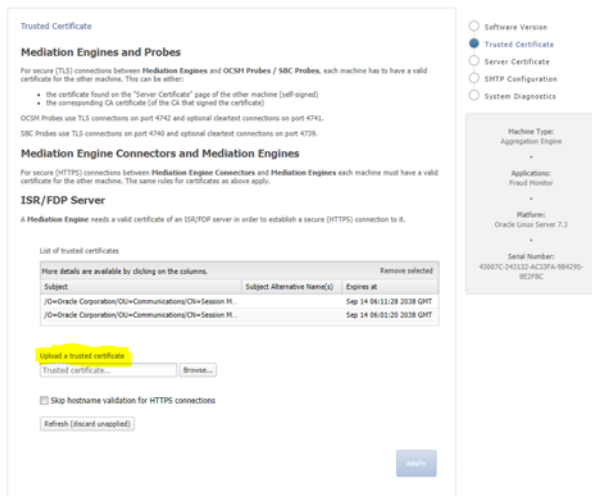 Trusted Certificate
Mediation Engines and Probes
For secure (TLS) connections between Mediation Engines and OCSM Probes / SBC Probes, each machine has to have a valid
certificate for the other machine. This can be either:
• the certificate found on the "Server Certificate" page of the other machine (self-signed)
• the corresponding CA certificate (of the CA that signed the certificate)
OCSM Probes use TLS connections on port 4742 and optional cleartext connections on port 4741.
SBC Probes use TLS connections on port 4740 and optional cleartext connections on port 4739.
Mediation Engine Connectors and Mediation Engines
For secure (HTTPS) connections between Mediation Engine Connectors and Mediation Engines each machine must have a valid
certificate for the other machine. The same rules for certificates as above apply.
ISR/FDP Server
A Mediation Engine needs a valid certificate of an ISR/FDP server in order to establish a secure (HTTPS) connection to it.
List of trusted certificates
More details are available by clicking on the columns. Remove selected
Subject Subject Alternative Name(s) Expires at
/O=Oracle Corporation/OU=Communications/CN=Session M... Sep 14 06:11:28 2038 GMT
/O=Oracle Corporation/OU=Communications/CN=Session M... Sep 14 06:01:20 2038 GMT
Upload a trusted certificate
Trusted certificate... Browse...
Skip hostname validation for HTTPS connections
Refresh (discard unapplied)
apply
Software Version
Trusted Certificate
Server Certificate
SMTP Configuration
System Diagnostics
Machine Type:
Aggregation Engine
•
Applications:
Fraud Monitor
•
Platform:
Oracle Linux Server 7.3
•
Serial Number: